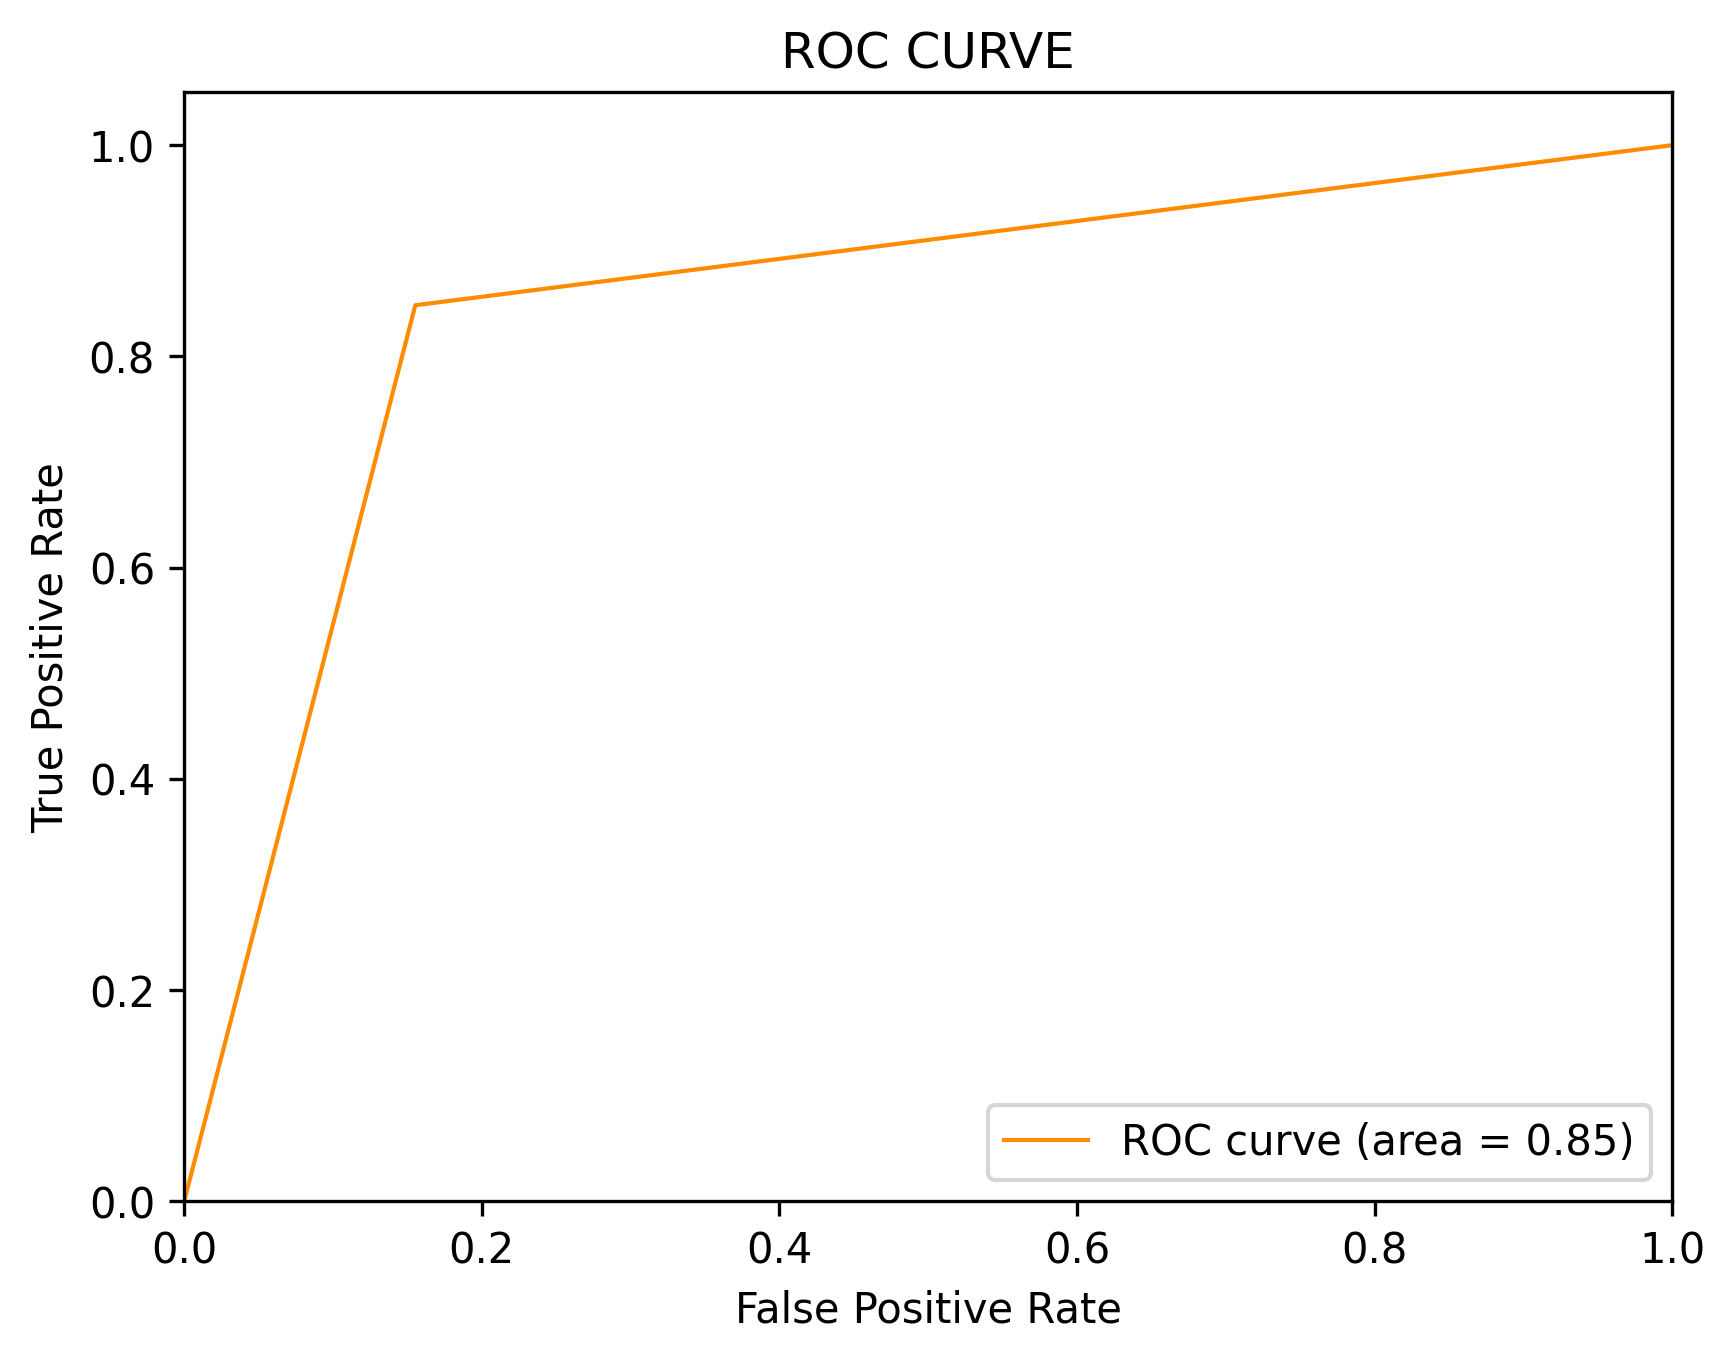 ROC CURVE
1.0
0.8
0.6
0.4
0.2
0.0
True Positive Rate
ROC curve (area = 0.85)
0.0 0.2 0.4 0.6 0.8 1.0
False Positive Rate